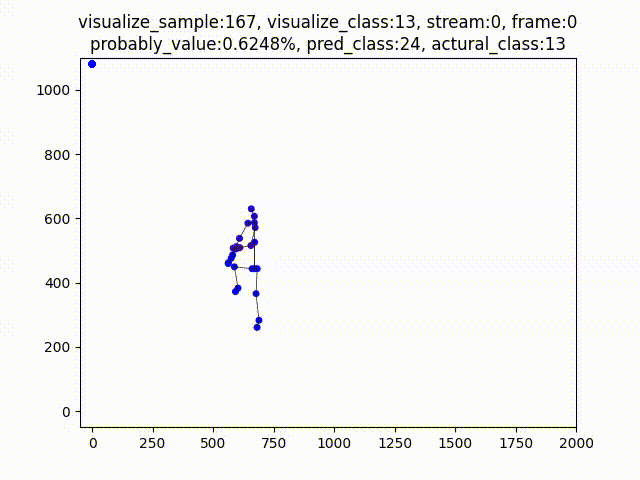 visualize_sample:167, visualize_class:13, stream:0, frame:0
probably_value:0.6248%, pred_class:24, actural_class:13
1000
800
600
400
200
0
0 250 500 750 1000 1250 1500 1750 2000